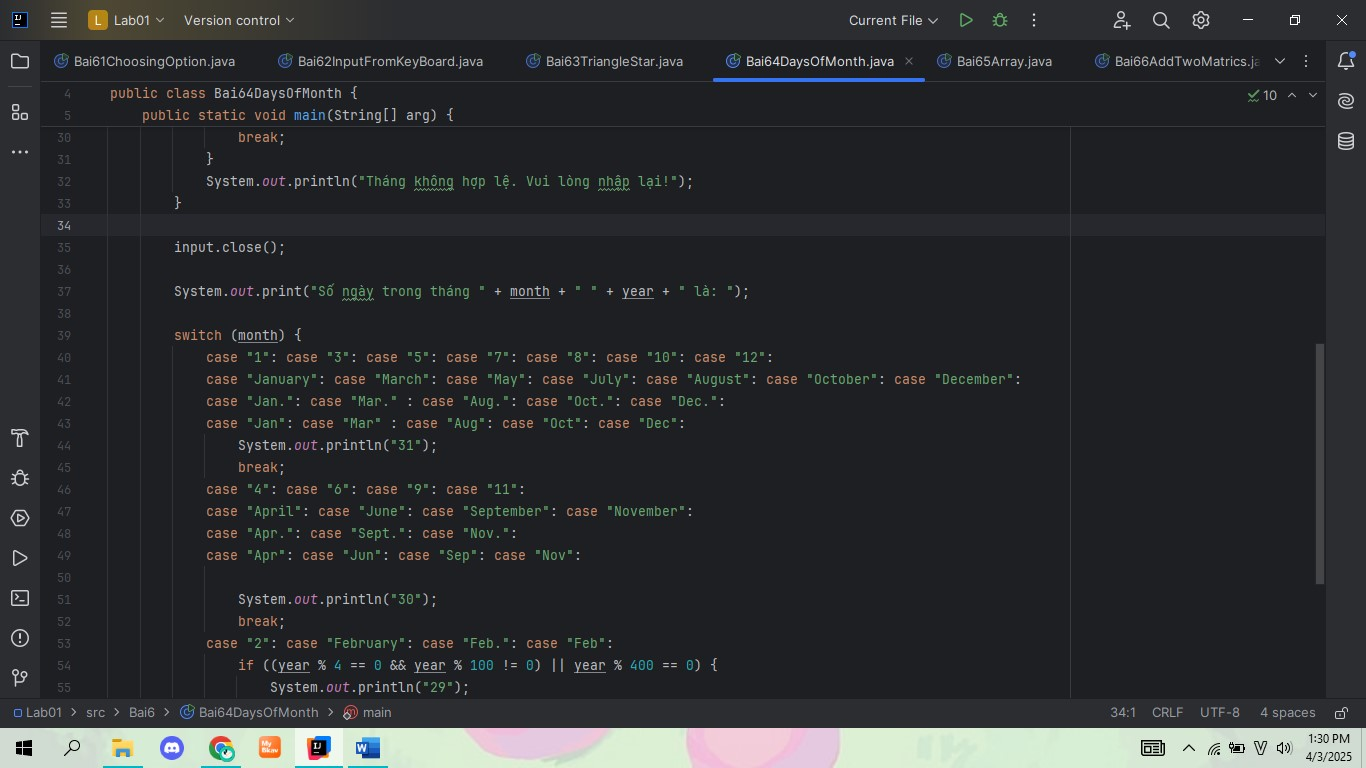 L Lab01 Version control Current File
Bai61ChoosingOption.java Bai62InputFromKeyBoard.java Bai63TriangleStar.java Bai64DaysOfMonth.java Bai65Array.java Bai66AddTwoMatrics.ja
4 public class Bai64DaysOfMonth { 10
5 public static void main(String[] arg) {
30 break;
31 }
32 System.out.println("Tháng không hợp lệ. Vui lòng nhập lại!");
33 }
34
35 input.close();
36
37 System.out.print("Số ngày trong tháng " + month + " " + year + " là: ");
38
39 switch (month) {
40 case "1": case "3": case "5": case "7": case "8": case "10": case "12":
41 case "January": case "March": case "May": case "July": case "August": case "October": case "December":
42 case "Jan.": case "Mar." : case "Aug.": case "Oct.": case "Dec.":
43 case "Jan": case "Mar" : case "Aug": case "Oct": case "Dec":
44 System.out.println("31");
45 break;
46 case "4": case "6": case "9": case "11":
47 case "April": case "June": case "September": case "November":
48 case "Apr.": case "Sept.": case "Nov.":
49 case "Apr": case "Jun": case "Sep": case "Nov":
50
51 System.out.println("30");
52 break;
53 case "2": case "February": case "Feb.": case "Feb":
54 if ((year % 4 == 0 && year % 100 != 0) || year % 400 == 0) {
55 System.out.println("29");
Lab01 > src > Bai6 > Bai64DaysOfMonth > main 34:1 CRLF UTF-8 4 spaces
My Bkav 1:30 PM
4/3/2025